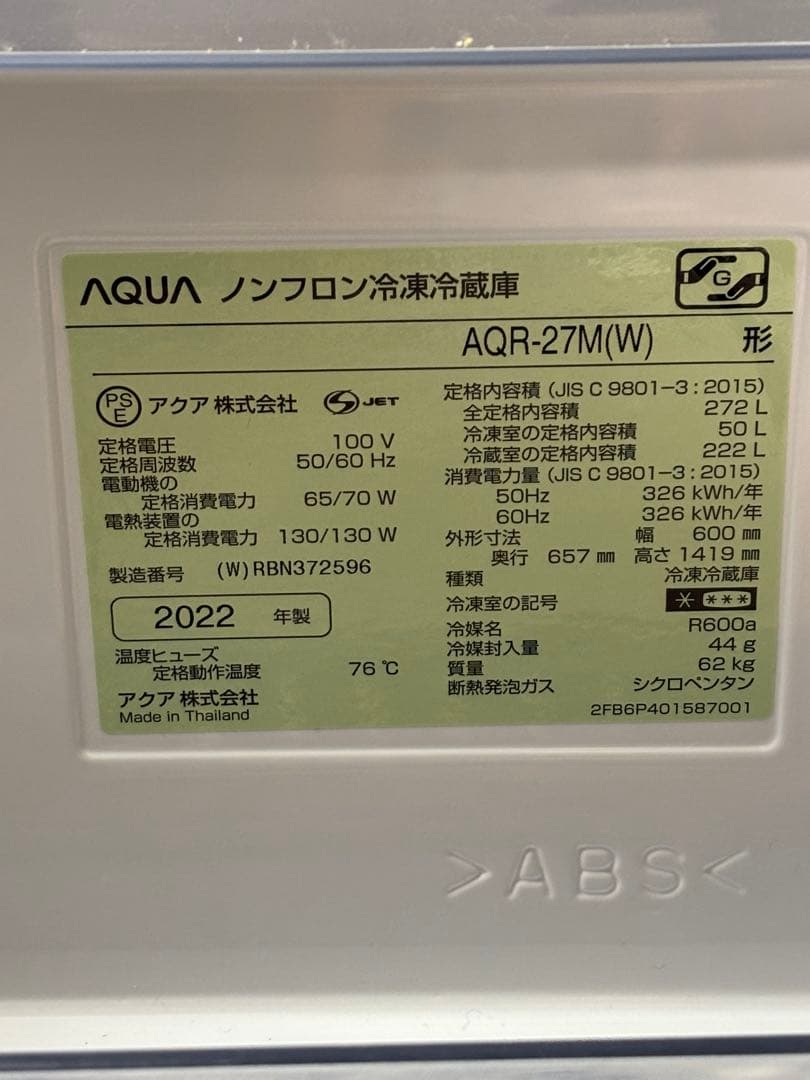 AQUA ノンフロン冷凍冷蔵庫
G
AQR-27M(W) 形
PS
E
アクア株式会社
S JET
定格電圧 100 V
定格周波数 50/60 Hz
電動機の
定格消費電力 65/70 W
電熱装置の
定格消費電力 130/130 W
製造番号 (W)RBN372596
2022 年製
温度ヒューズ
定格動作温度 76 ℃
アクア株式会社
Made in Thailand
定格内容積 (JIS C 9801-3:2015)
全定格内容積 272 L
冷凍室の定格内容積 50 L
冷蔵室の定格内容積 222 L
消費電力量 (JIS C 9801-3:2015)
50Hz 326 kWh/年
60Hz 326 kWh/年
外形寸法 幅 600 ㎜
奥行 657 ㎜ 高さ 1419 ㎜
種類 冷凍冷蔵庫
冷凍室の記号 * ***
冷媒名 R600a
冷媒封入量 44 g
質量 62 kg
断熱発泡ガス シクロペンタン
2FB6P401587001
>ABS<